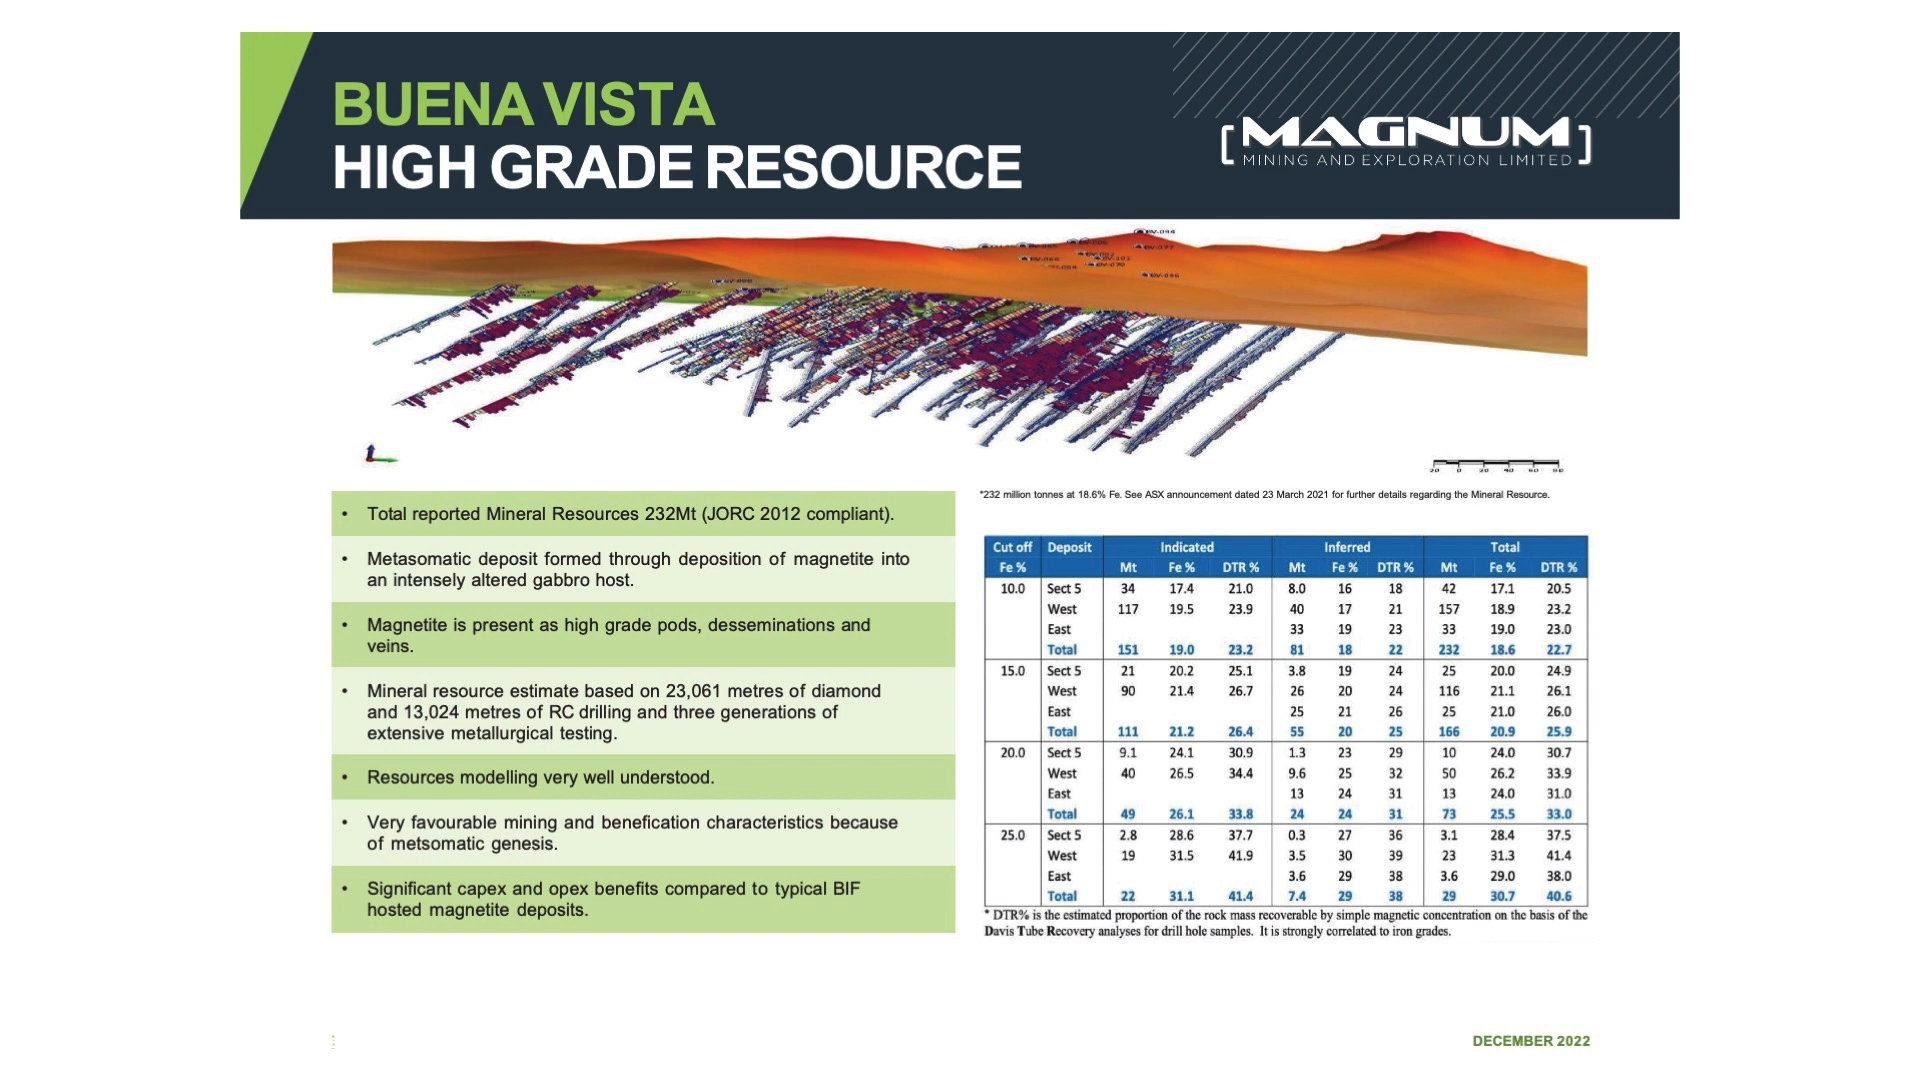 BUENA VISTA
HIGH GRADE RESOURCE
[MAGNUM]
MINING AND EXPLORATION LIMITED
BV-094
BV-077
BV-066
BV-070
BV-096
*232 million tonnes at 18.6% Fe. See ASX announcement dated 23 March 2021 for further details regarding the Mineral Resource.
• Total reported Mineral Resources 232Mt (JORC 2012 compliant).
• Metasomatic deposit formed through deposition of magnetite into
an intensely altered gabbro host.
• Magnetite is present as high grade pods, desseminations and
veins.
• Mineral resource estimate based on 23,061 metres of diamond
and 13,024 metres of RC drilling and three generations of
extensive metallurgical testing.
• Resources modelling very well understood.
• Very favourable mining and benefication characteristics because
of metsomatic genesis.
• Significant capex and opex benefits compared to typical BIF
hosted magnetite deposits.
Cut off Deposit Indicated Inferred Total
Fe % Mt Fe % DTR % Mt Fe % DTR % Mt Fe % DTR %
10.0 Sect 5 34 17.4 21.0 8.0 16 18 42 17.1 20.5
West 117 19.5 23.9 40 17 21 157 18.9 23.2
East 33 19 23 33 19.0 23.0
Total 151 19.0 23.2 81 18 22 232 18.6 22.7
15.0 Sect 5 21 20.2 25.1 3.8 19 24 25 20.0 24.9
West 90 21.4 26.7 26 20 24 116 21.1 26.1
East 25 21 26 25 21.0 26.0
Total 111 21.2 26.4 55 20 25 166 20.9 25.9
20.0 Sect 5 9.1 24.1 30.9 1.3 23 29 10 24.0 30.7
West 40 26.5 34.4 9.6 25 32 50 26.2 33.9
East 13 24 31 13 24.0 31.0
Total 49 26.1 33.8 24 24 31 73 25.5 33.0
25.0 Sect 5 2.8 28.6 37.7 0.3 27 36 3.1 28.4 37.5
West 19 31.5 41.9 3.5 30 39 23 31.3 41.4
East 3.6 29 38 3.6 29.0 38.0
Total 22 31.1 41.4 7.4 29 38 29 30.7 40.6
* DTR% is the estimated proportion of the rock mass recoverable by simple magnetic concentration on the basis of the
Davis Tube Recovery analyses for drill hole samples. It is strongly correlated to iron grades.
DECEMBER 2022